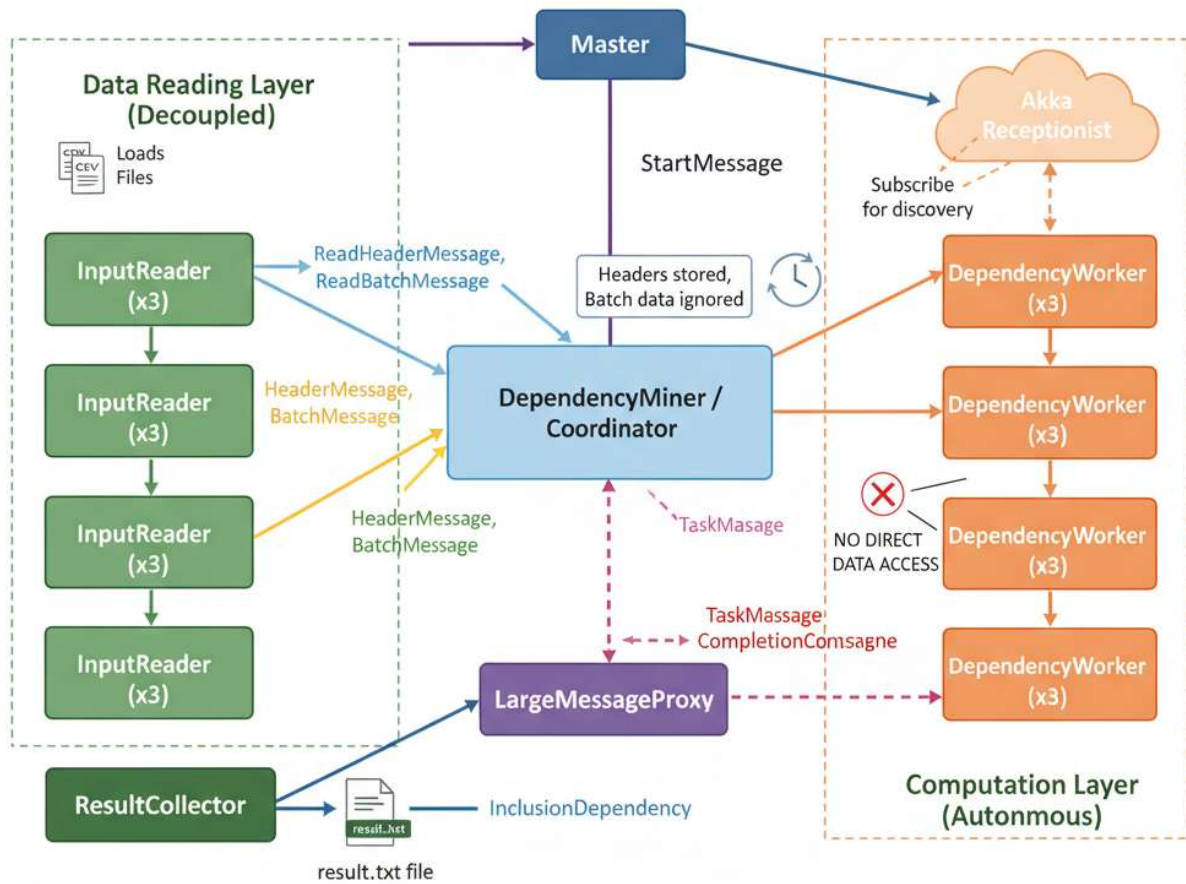 Master
Data Reading Layer
(Decoupled)
CEV
Loads
Files
Akka
Receptionist
StartMessage
Subscribe
for discovery
InputReader
(x3)
ReadHeaderMessage,
ReadBatchMessage
Headers stored,
Batch data ignored
DependencyWorker
(x3)
InputReader
(x3)
HeaderMessage,
BatchMessage
DependencyMiner /
Coordinator
DependencyWorker
(x3)
InputReader
(x3)
HeaderMessage,
BatchMessage
TaskMasage
NO DIRECT
DATA ACCESS
DependencyWorker
(x3)
InputReader
(x3)
TaskMassage
CompletionComsagne
LargeMessageProxy
DependencyWorker
(x3)
ResultCollector
InclusionDependency
result.txt file
Computation Layer
(Autonmous)